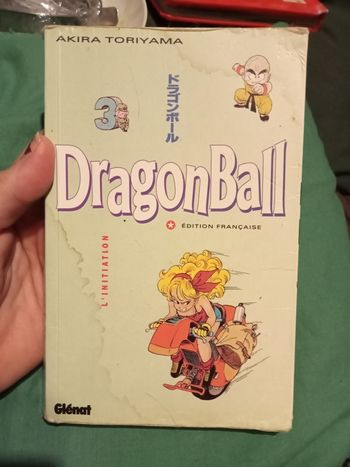 AKIRA TORIYAMA
3
ドラゴンボール
DragonBall
ÉDITION FRANÇAISE
L'INITIATION
Glénat